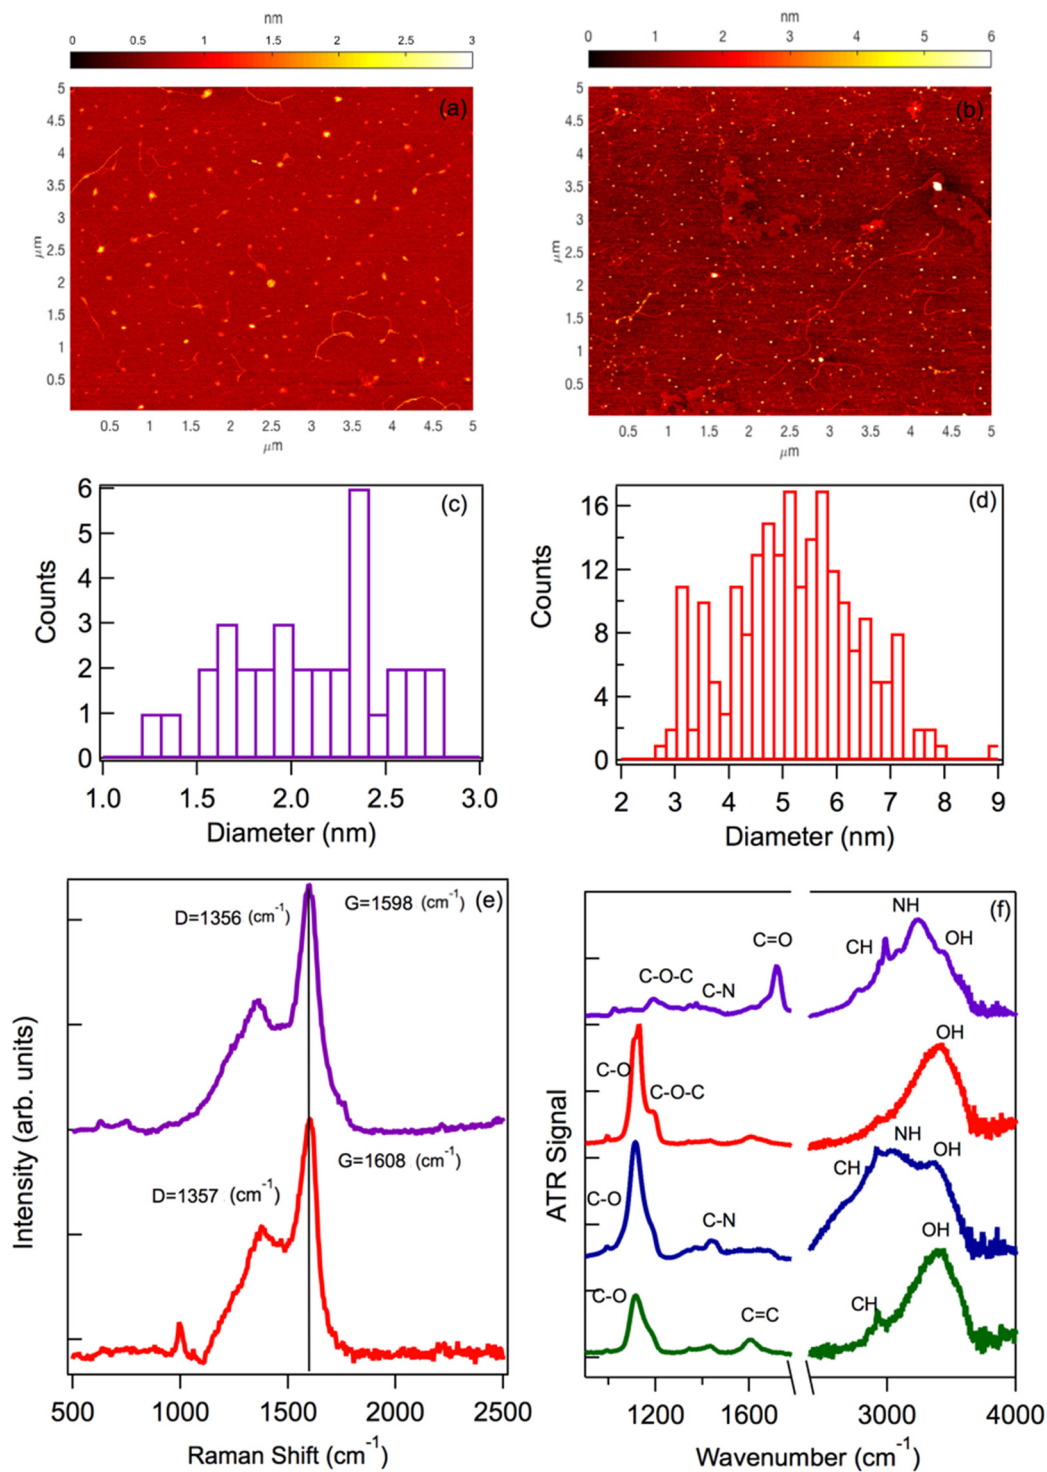 nm
0 0.5 1 1.5 2 2.5 3
(a)
5
4.5
4
3.5
3
2.5
2
1.5
1
0.5
μm
0.5 1 1.5 2 2.5 3 3.5 4 4.5 5
μm
nm
0 1 2 3 4 5 6
(b)
5
4.5
4
3.5
3
2.5
2
1.5
1
0.5
μm
0.5 1 1.5 2 2.5 3 3.5 4 4.5 5
μm
(c)
6
5
4
3
2
1
0
Counts
1.0 1.5 2.0 2.5 3.0
Diameter (nm)
(d)
16
12
8
4
0
Counts
2 3 4 5 6 7 8 9
Diameter (nm)
(e)
D=1356 (cm⁻¹)
G=1598 (cm⁻¹)
G=1608 (cm⁻¹)
D=1357 (cm⁻¹)
Intensity (arb. units)
500 1000 1500 2000 2500
Raman Shift (cm⁻¹)
(f)
NH
OH
CH
C=O
C-O-C
C-N
OH
C-O
C-O-C
NH
OH
CH
C-O
C-N
OH
CH
C-O
C=C
ATR Signal
1200 1600 3000 4000
Wavenumber (cm⁻¹)